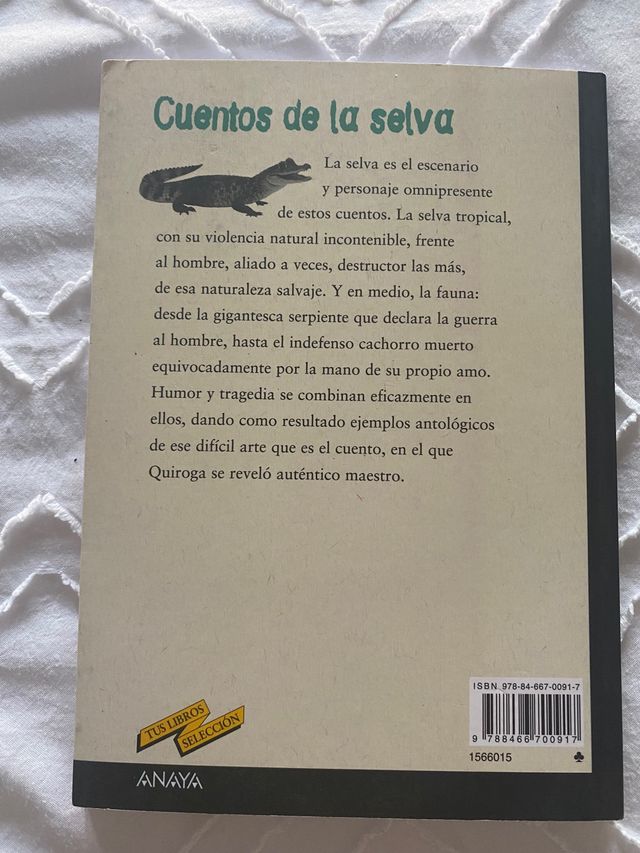 Cuentos de la selva
La selva es el escenario
y personaje omnipresente
de estos cuentos. La selva tropical,
con su violencia natural incontenible, frente
al hombre, aliado a veces, destructor las más,
de esa naturaleza salvaje. Y en medio, la fauna:
desde la gigantesca serpiente que declara la guerra
al hombre, hasta el indefenso cachorro muerto
equivocadamente por la mano de su propio amo.
Humor y tragedia se combinan eficazmente en
ellos, dando como resultado ejemplos antológicos
de ese difícil arte que es el cuento, en el que
Quiroga se reveló auténtico maestro.
TUS LIBROS
SELECCIÓN
ANAYA
ISBN 978-84-667-0091-7
9 788466 700917
1566015